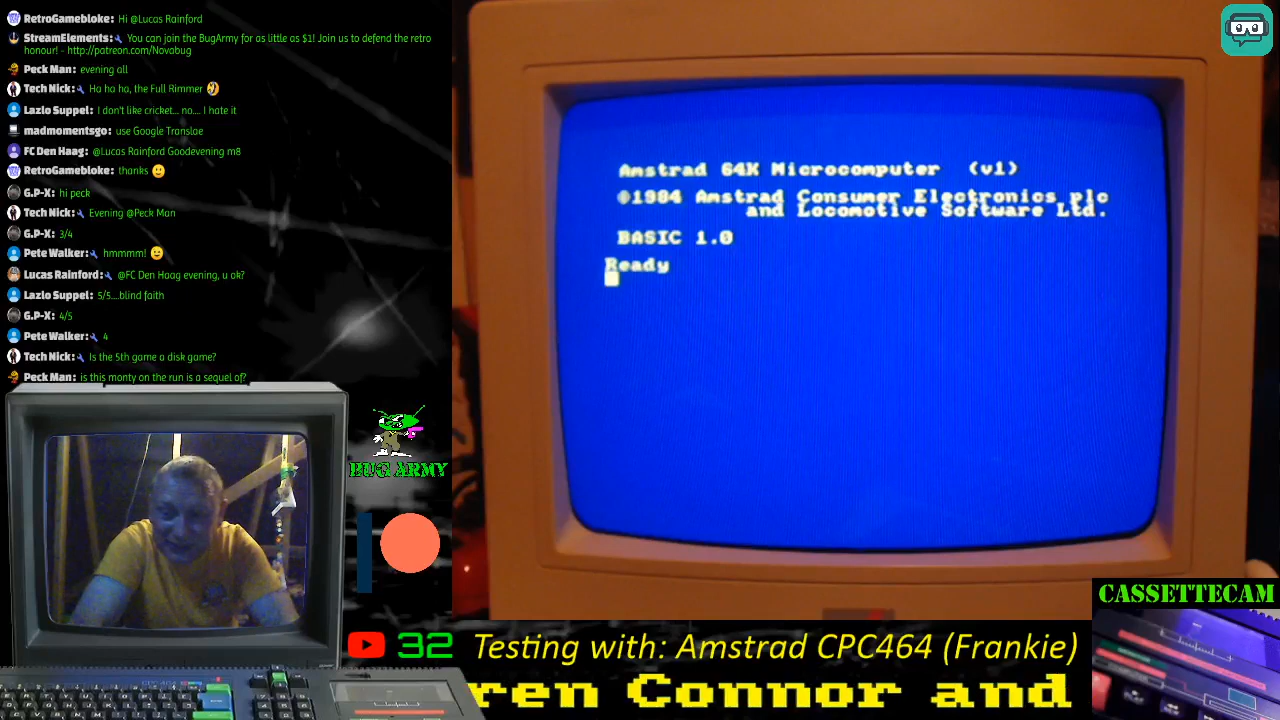 RetroGamebloke: Hi @Lucas Rainford
StreamElements: You can join the BugArmy for as little as $1! Join us to defend the retro
honour! - http://patreon.com/Novabug
Peck Man: evening all
Tech Nick: Ha ha ha, the Full Rimmer
Lazlo Suppel: I don't like cricket... no.... I hate it
madmomentsgo: use Google Translae
FC Den Haag: @Lucas Rainford Goodevening m8
RetroGamebloke: thanks
G.P-X: hi peck
Tech Nick: Evening @Peck Man
G.P-X: 3/4
Pete Walker: hmmmm!
Lucas Rainford: @FC Den Haag evening, u ok?
Lazlo Suppel: 5/5....blind faith
G.P-X: 4/5
Pete Walker: 4
Tech Nick: Is the 5th game a disk game?
Peck Man: is this monty on the run is a sequel of?
Amstrad 64K Microcomputer (v1)
©1984 Amstrad Consumer Electronics plc
and Locomotive Software Ltd.
BASIC 1.0
Ready
BUG ARMY
CASSETTECAM
32
Testing with: Amstrad CPC464 (Frankie)
ren Connor and